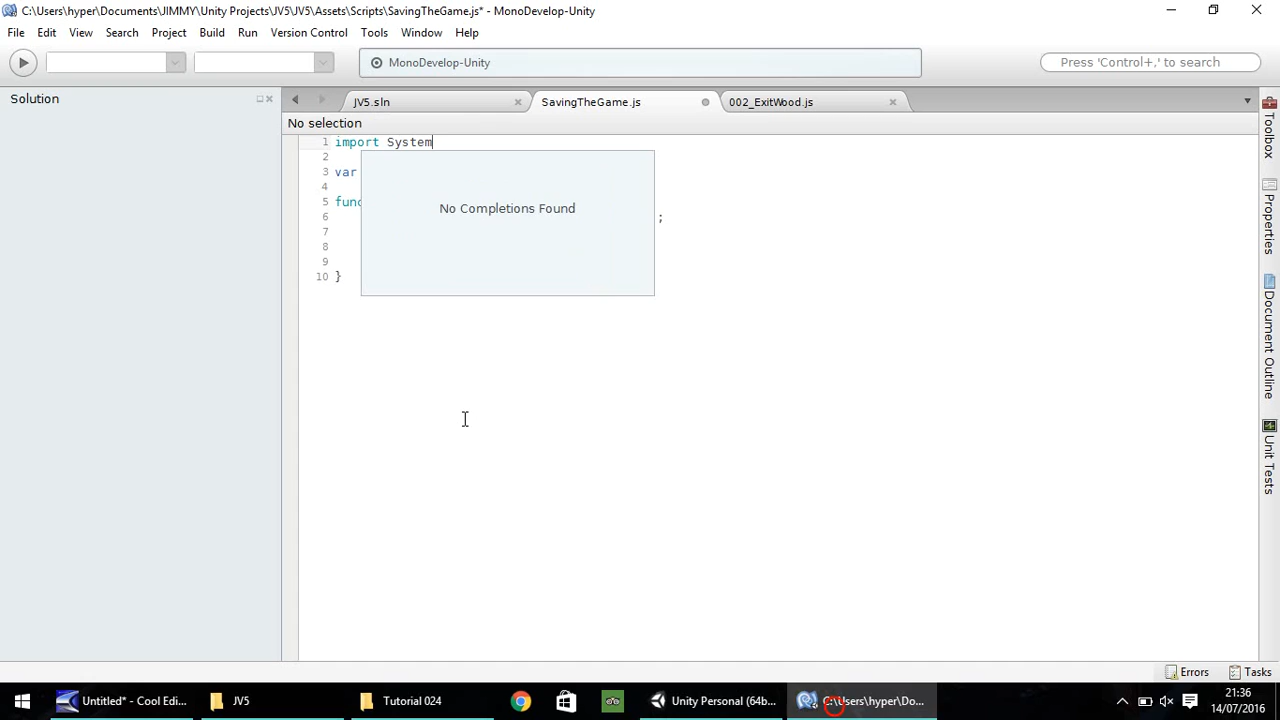 C:\Users\hyper\Documents\JIMMY\Unity Projects\JV5\JV5\Assets\Scripts\SavingTheGame.js* - MonoDevelop-Unity
File Edit View Search Project Build Run Version Control Tools Window Help
MonoDevelop-Unity
Press 'Control+,' to search
Solution
JV5.sln
SavingTheGame.js
002_ExitWood.js
No selection
1 import System
2
3 var
4
5 func
6 ;
7
8
9
10 }
No Completions Found
Toolbox
Properties
Document Outline
Unit Tests
Errors Tasks
Untitled* - Cool Edi...
JV5
Tutorial 024
Unity Personal (64b...
C:\Users\hyper\Do...
21:36
14/07/2016